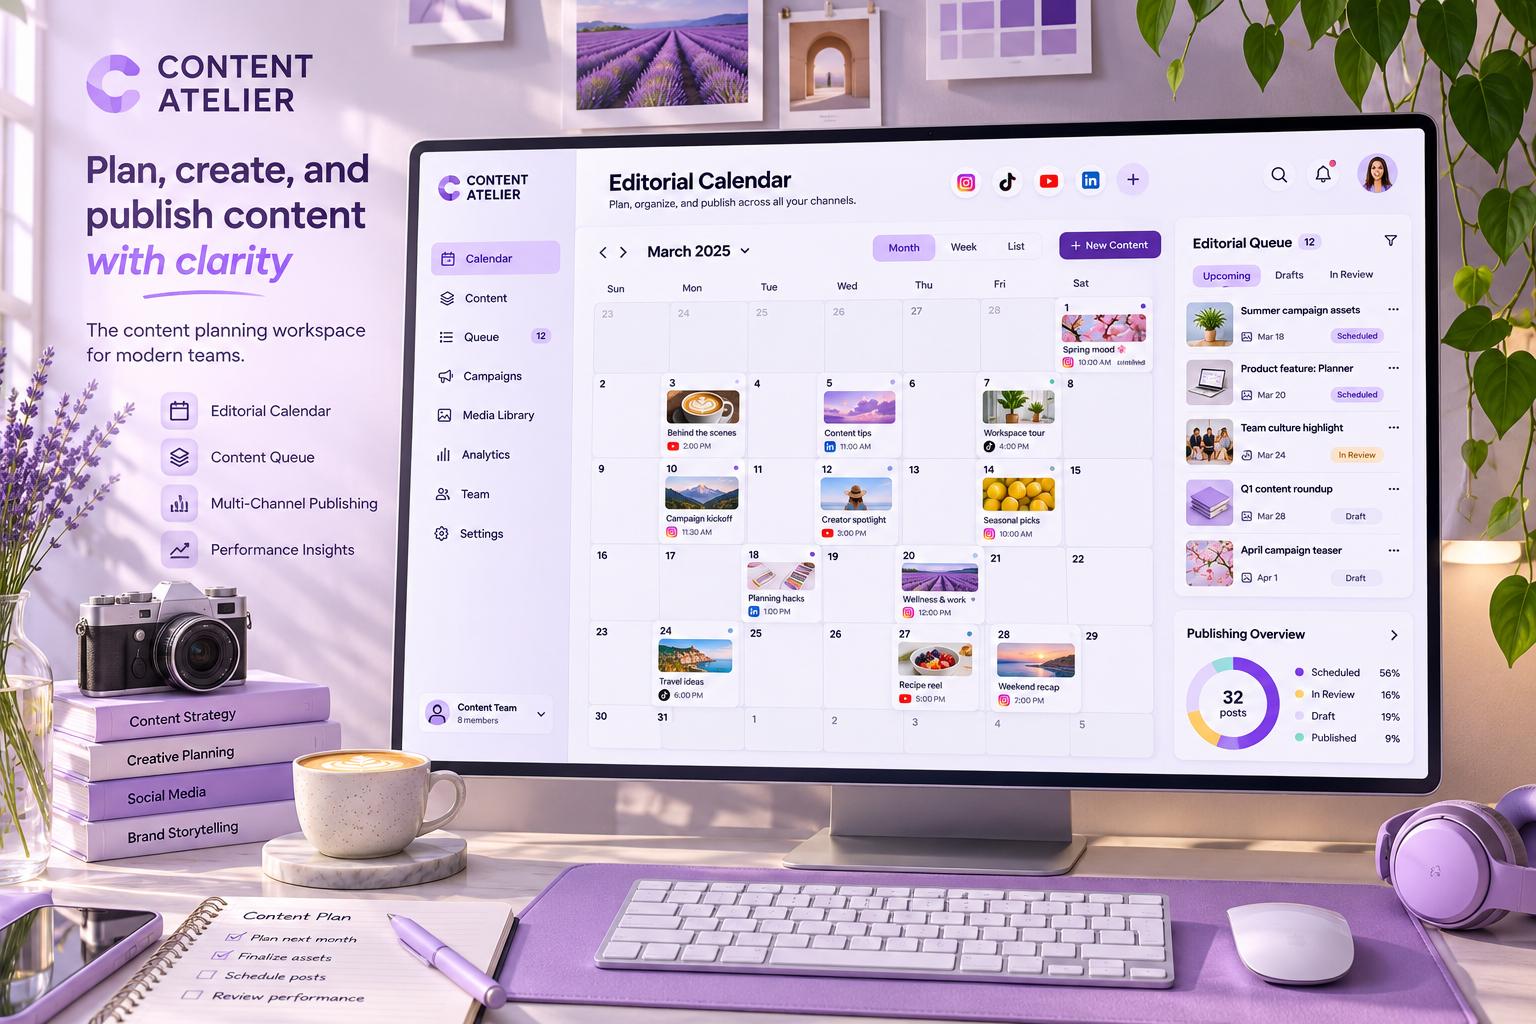 CONTENT
ATELIER
Plan, create, and
publish content
with clarity
The content planning workspace
for modern teams.
Editorial Calendar
Content Queue
Multi-Channel Publishing
Performance Insights
Content Strategy
Creative Planning
Social Media
Brand Storytelling
Content Plan
Plan next month
Finalize assets
Schedule posts
Review performance
CONTENT
ATELIER
Calendar
Content
Queue 12
Campaigns
Media Library
Analytics
Team
Settings
Content Team
8 members
Editorial Calendar
Plan, organize, and publish across all your channels.
in
+
March 2025
Month Week List
+ New Content
Sun Mon Tue Wed Thu Fri Sat
23 24 25 26 27 28 1
Spring mood 🌸
10:00 AM
2 3 4 5 6 7 8
Behind the scenes
2:00 PM
Content tips
in 11:00 AM
Workspace tour
4:00 PM
9 10 11 12 13 14 15
Campaign kickoff
11:30 AM
Creator spotlight
3:00 PM
Seasonal picks
10:00 AM
16 17 18 19 20 21 22
Planning hacks
in 1:00 PM
Wellness & work
12:00 PM
23 24 25 26 27 28 29
Travel ideas
6:00 PM
Recipe reel
5:00 PM
Weekend recap
7:00 PM
30 31 1 2 3 4 5
Editorial Queue 12
Upcoming Drafts In Review
Summer campaign assets
Mar 18 Scheduled
Product feature: Planner
Mar 20 Scheduled
Team culture highlight
Mar 24 In Review
Q1 content roundup
Mar 28 Draft
April campaign teaser
Apr 1 Draft
Publishing Overview
32
posts
Scheduled 56%
In Review 16%
Draft 19%
Published 9%